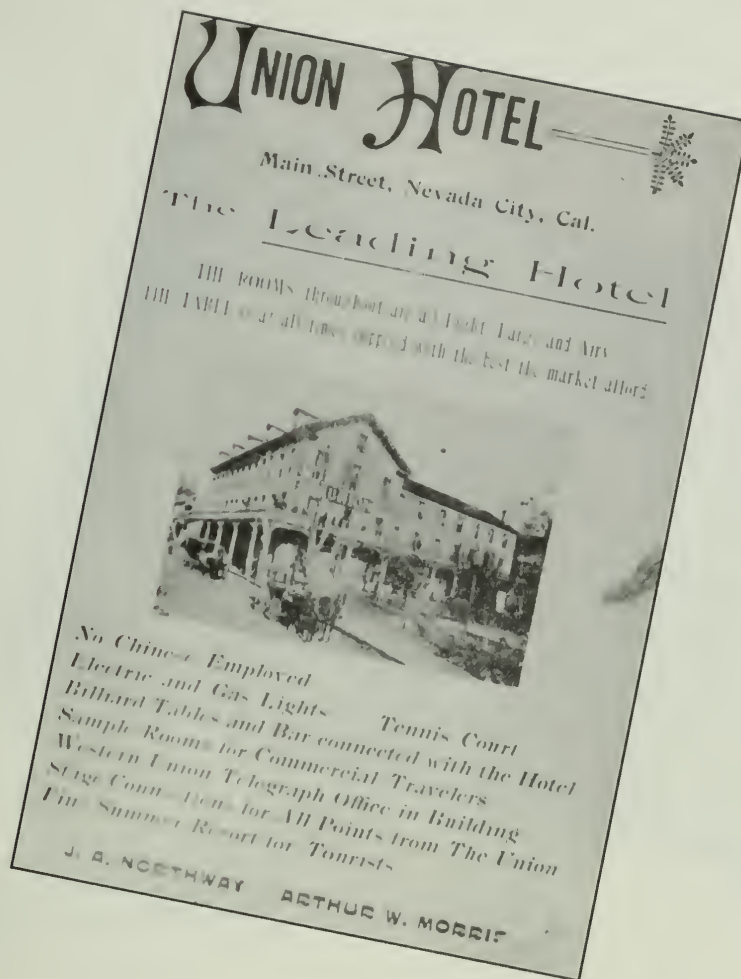 UNION HOTEL
Main Street, Nevada City, Cal.
The Leading Hotel
THE ROOMS throughout are all Light, Large and Airy
THE TABLE is at all times supplied with the best the market afford
No Chinese Employed
Electric and Gas Lights Tennis Court
Billiard Tables and Bar connected with the Hotel
Sample Rooms for Commercial Travelers
Western Union Telegraph Office in Building
Stage Connections for All Points from The Union
Fine Summer Resort for Tourists
J. A. NORTHWAY ARTHUR W. MORRIS